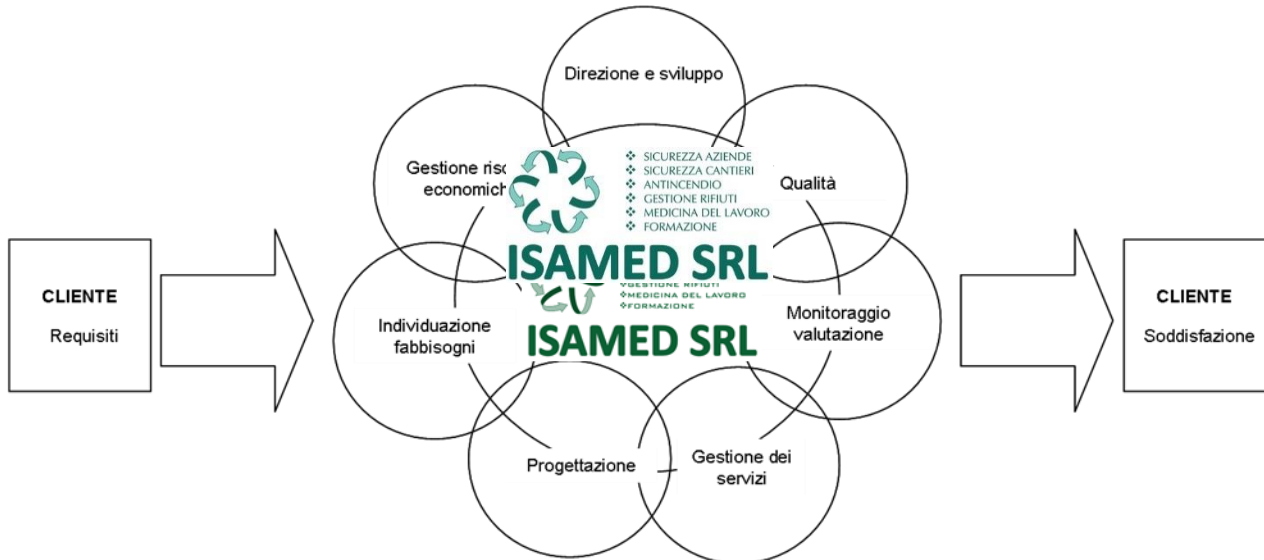 Direzione e sviluppo
Gestione
economich
SICUREZZA AZIENDE
SICUREZZA CANTIERI
ANTINCENDIO
GESTIONE RIFIUTI
MEDICINA DEL LAVORO
FORMAZIONE
ISAMED SRL
Qualità
CLIENTE
Requisiti
Individuazione
fabbisogni
GESTIONE RIFIUTI
MEDICINA DEL LAVORO
FORMAZIONE
ISAMED SRL
Monitoraggio
valutazione
CLIENTE
Soddisfazione
Progettazione
Gestione dei
servizi